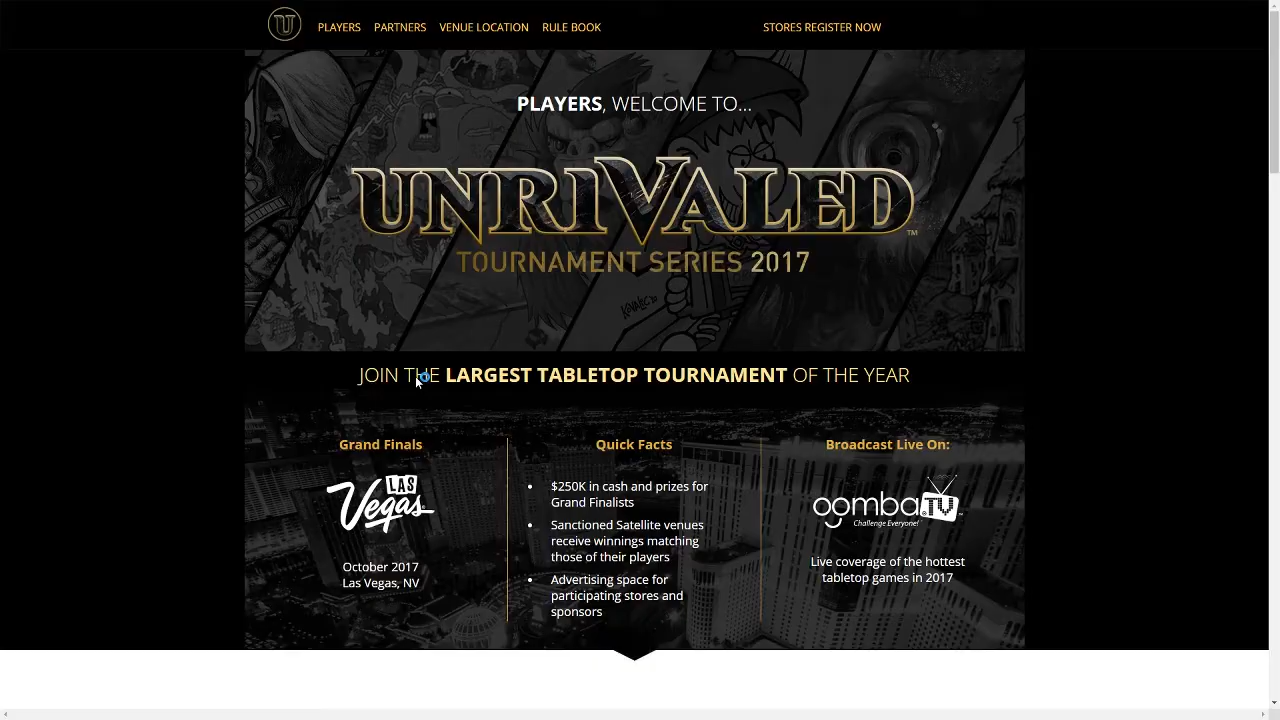 U
PLAYERS PARTNERS VENUE LOCATION RULE BOOK STORES REGISTER NOW
PLAYERS, WELCOME TO...
UNRIVALED™
TOURNAMENT SERIES 2017
JOIN THE LARGEST TABLETOP TOURNAMENT OF THE YEAR
Grand Finals
LAS
Vegas
October 2017
Las Vegas, NV
Quick Facts
• $250K in cash and prizes for
Grand Finalists
• Sanctioned Satellite venues
receive winnings matching
those of their players
• Advertising space for
participating stores and
sponsors
Broadcast Live On:
oomba TV
Challenge Everyone!
Live coverage of the hottest
tabletop games in 2017